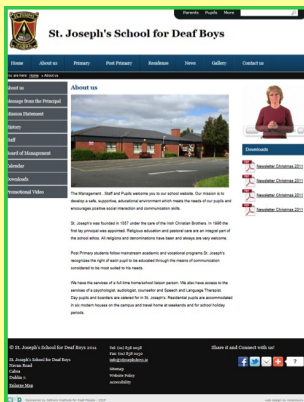 Parents Pupils More
St. Joseph's School for Deaf Boys
Home About us Primary Post Primary Residence News Gallery Contact us
You are here: Home » About us
About us
Message from the Principal
Mission Statement
History
Staff
Board of Management
Calendar
Downloads
Promotional Video
About us
The Management , Staff and Pupils welcome you to our school website. Our mission is to
develop a safe, supportive, educational environment which meets the needs of our pupils and
encourages positive social interaction and communication skills.
St. Joseph's was founded in 1857 under the care of the Irish Christian Brothers. In 1998 the
first lay principal was appointed. Religious education and pastoral care are an integral part of
the school ethos. All religions and denominations have been and always are very welcome.
Post Primary students follow mainstream academic and vocational programs. St. Joseph's
recognizes the right of each pupil to be educated through the means of communication
considered to be most suited to his needs.
We have the services of a full time home/school liaison person. We also have access to the
services of a psychologist, audiologist, counsellor and Speech and Language Therapist.
Day pupils and boarders are catered for in St. Joseph's. Residential pupils are accommodated
in six modern houses on the campus and travel home at weekends and for school holiday
periods.
Downloads
Newsletter Christmas 2011
Newsletter Christmas 2011
Newsletter Christmas 2011
Newsletter Christmas 2011
© St. Joseph's School for Deaf Boys 2011
St. Joseph's School for Deaf Boys
Navan Road
Cabra
Dublin 7.
Enlarge Map
Sitemap
Website Policy
Accessibility
Share it and Connect with us!